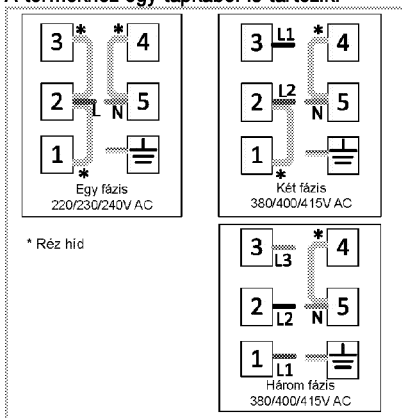 A termékhez egy tápkábel is tartozik.
3 * * 4
2 L N 5
1 *
Egy fázis
220/230/240V AC
3 L1 * 4
2 L2 N 5
1 *
Két fázis
380/400/415V AC
* Réz híd
3 L3 * 4
2 L2 N 5
1 L1
Három fázis
380/400/415V AC